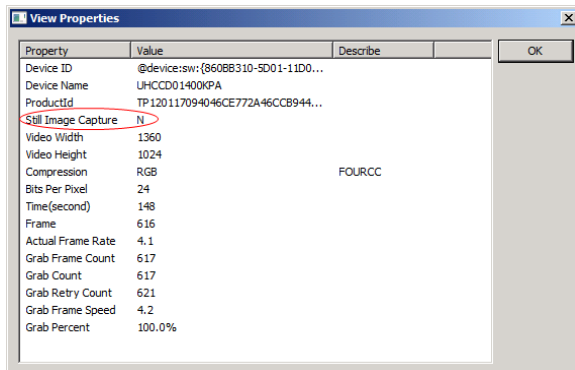 View Properties
Property Value Describe OK
Device ID @device:sw:{860BB310-5D01-11D0...
Device Name UHCCD01400KPA
ProductId TP120117094046CE772A46CCB944...
Still Image Capture N
Video Width 1360
Video Height 1024
Compression RGB FOURCC
Bits Per Pixel 24
Time(second) 148
Frame 616
Actual Frame Rate 4.1
Grab Frame Count 617
Grab Count 617
Grab Retry Count 621
Grab Frame Speed 4.2
Grab Percent 100.0%